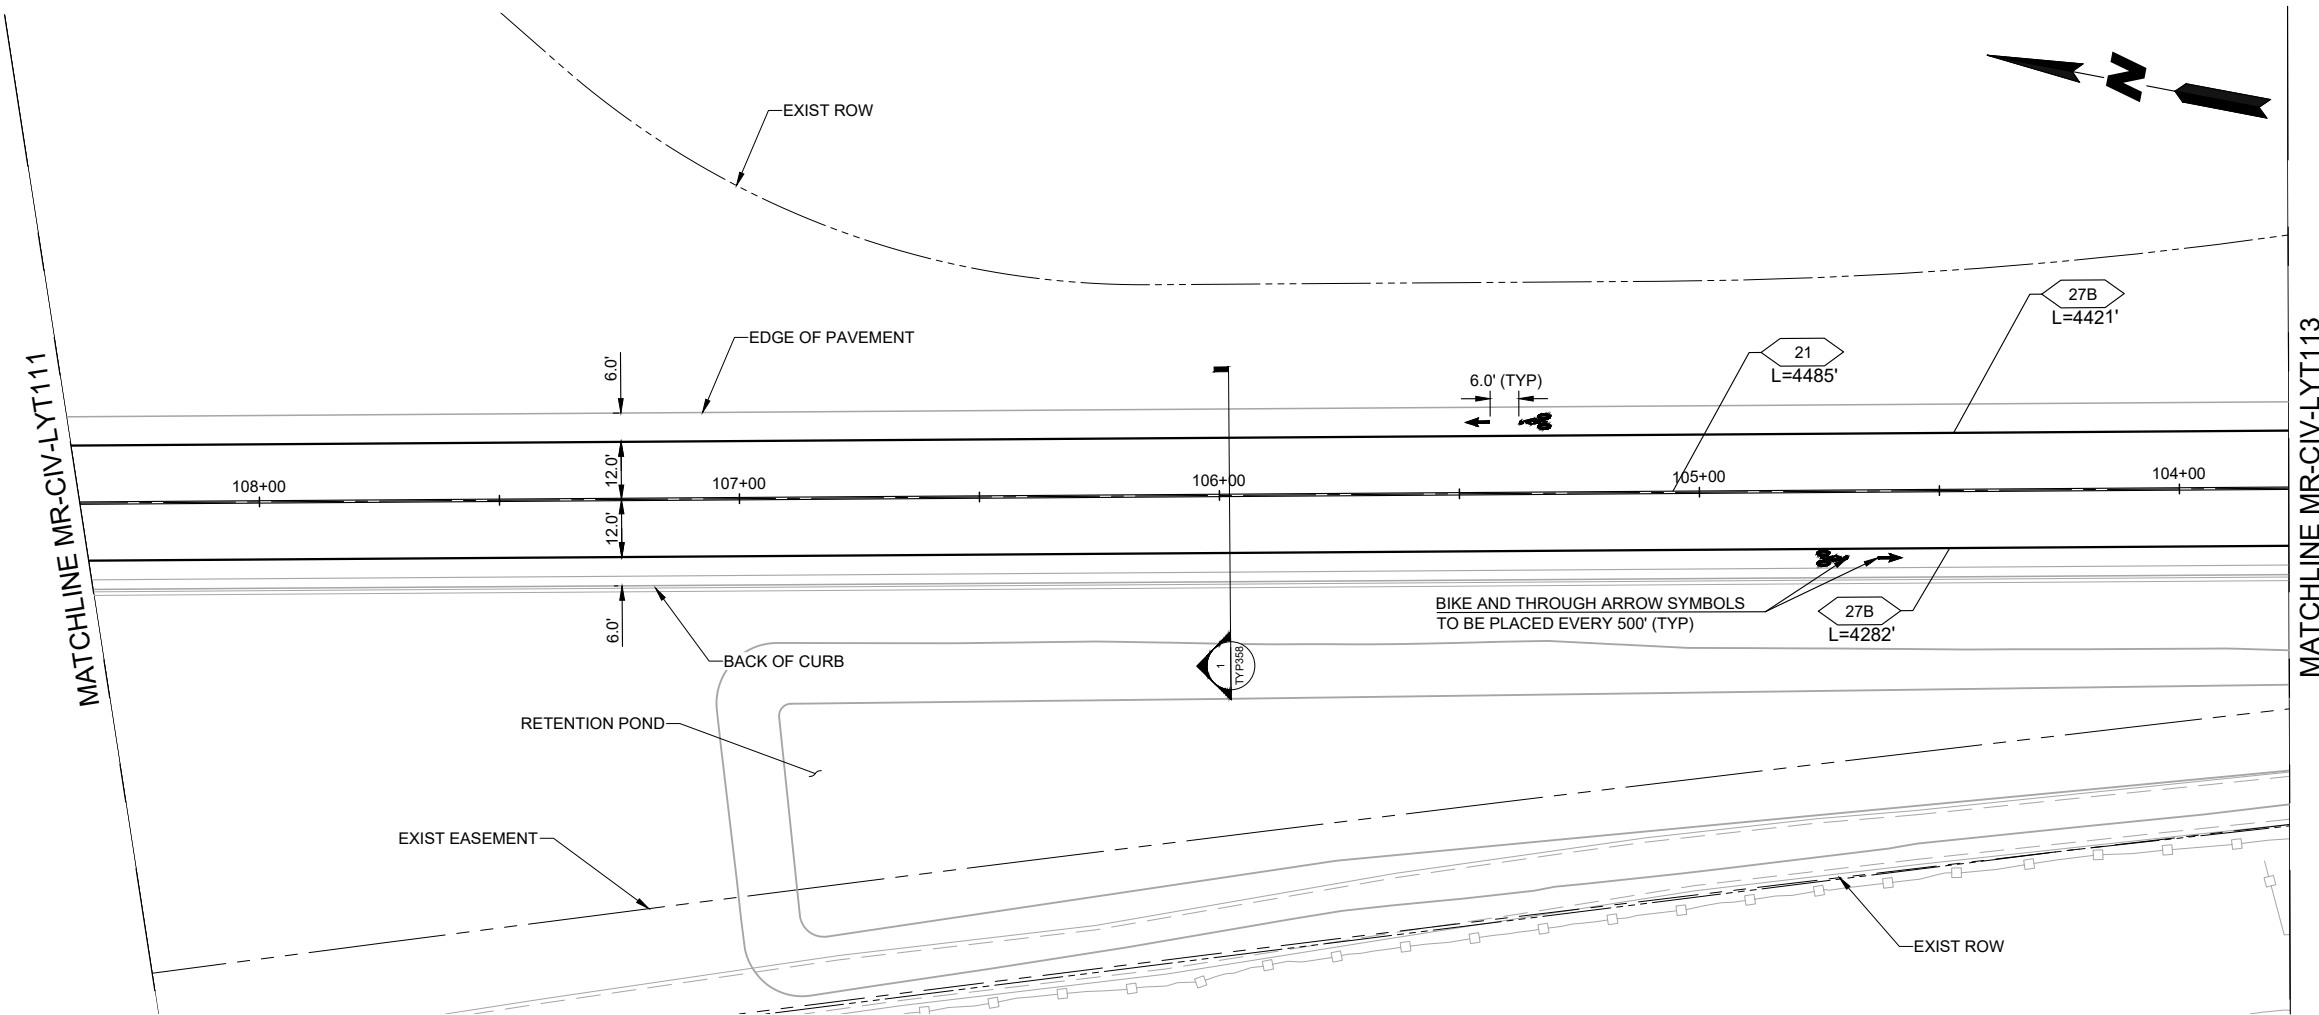 N
EXIST ROW
27B
L=4421'
EDGE OF PAVEMENT
21
L=4485'
6.0'
6.0' (TYP)
MATCHLINE MR-CIV-LYT111
MATCHLINE MR-CIV-LYT113
12.0'
108+00
107+00
106+00
105+00
104+00
12.0'
BIKE AND THROUGH ARROW SYMBOLS
TO BE PLACED EVERY 500' (TYP)
27B
L=4282'
6.0'
BACK OF CURB
1
TYP358
RETENTION POND
EXIST EASEMENT
EXIST ROW